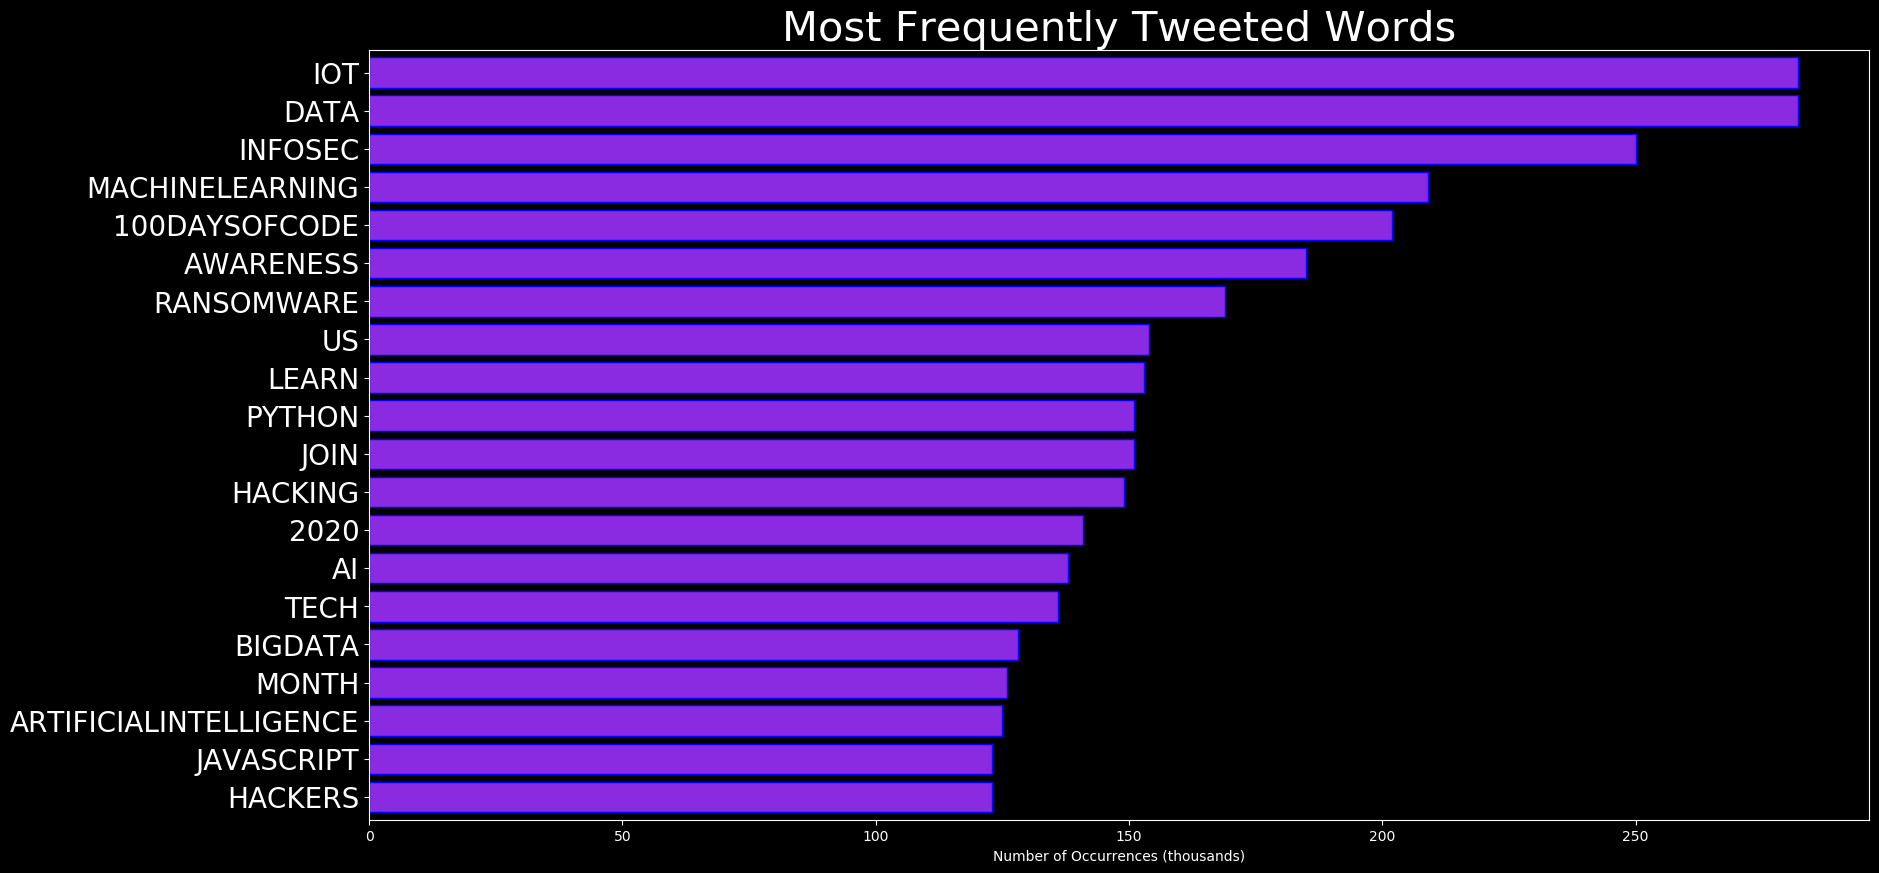 Most Frequently Tweeted Words
IOT
DATA
INFOSEC
MACHINELEARNING
100DAYSOFCODE
AWARENESS
RANSOMWARE
US
LEARN
PYTHON
JOIN
HACKING
2020
AI
TECH
BIGDATA
MONTH
ARTIFICIALINTELLIGENCE
JAVASCRIPT
HACKERS
0 50 100 150 200 250
Number of Occurrences (thousands)